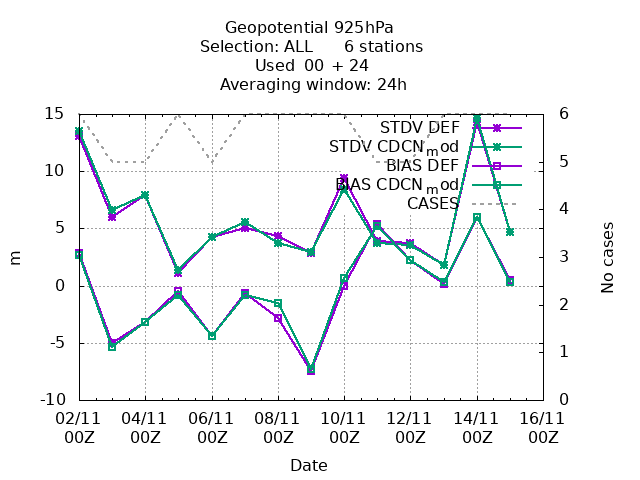 Geopotential 925hPa
Selection: ALL 6 stations
Used 00 + 24
Averaging window: 24h
15 6
STDV DEF
STDV CDCN_mod
10 5
BIAS DEF
BIAS CDCN_mod
CASES
5 4
m
No cases
0 3
2
-5 1
-10 0
02/11 04/11 06/11 08/11 10/11 12/11 14/11 16/11
00Z 00Z 00Z 00Z 00Z 00Z 00Z 00Z
Date